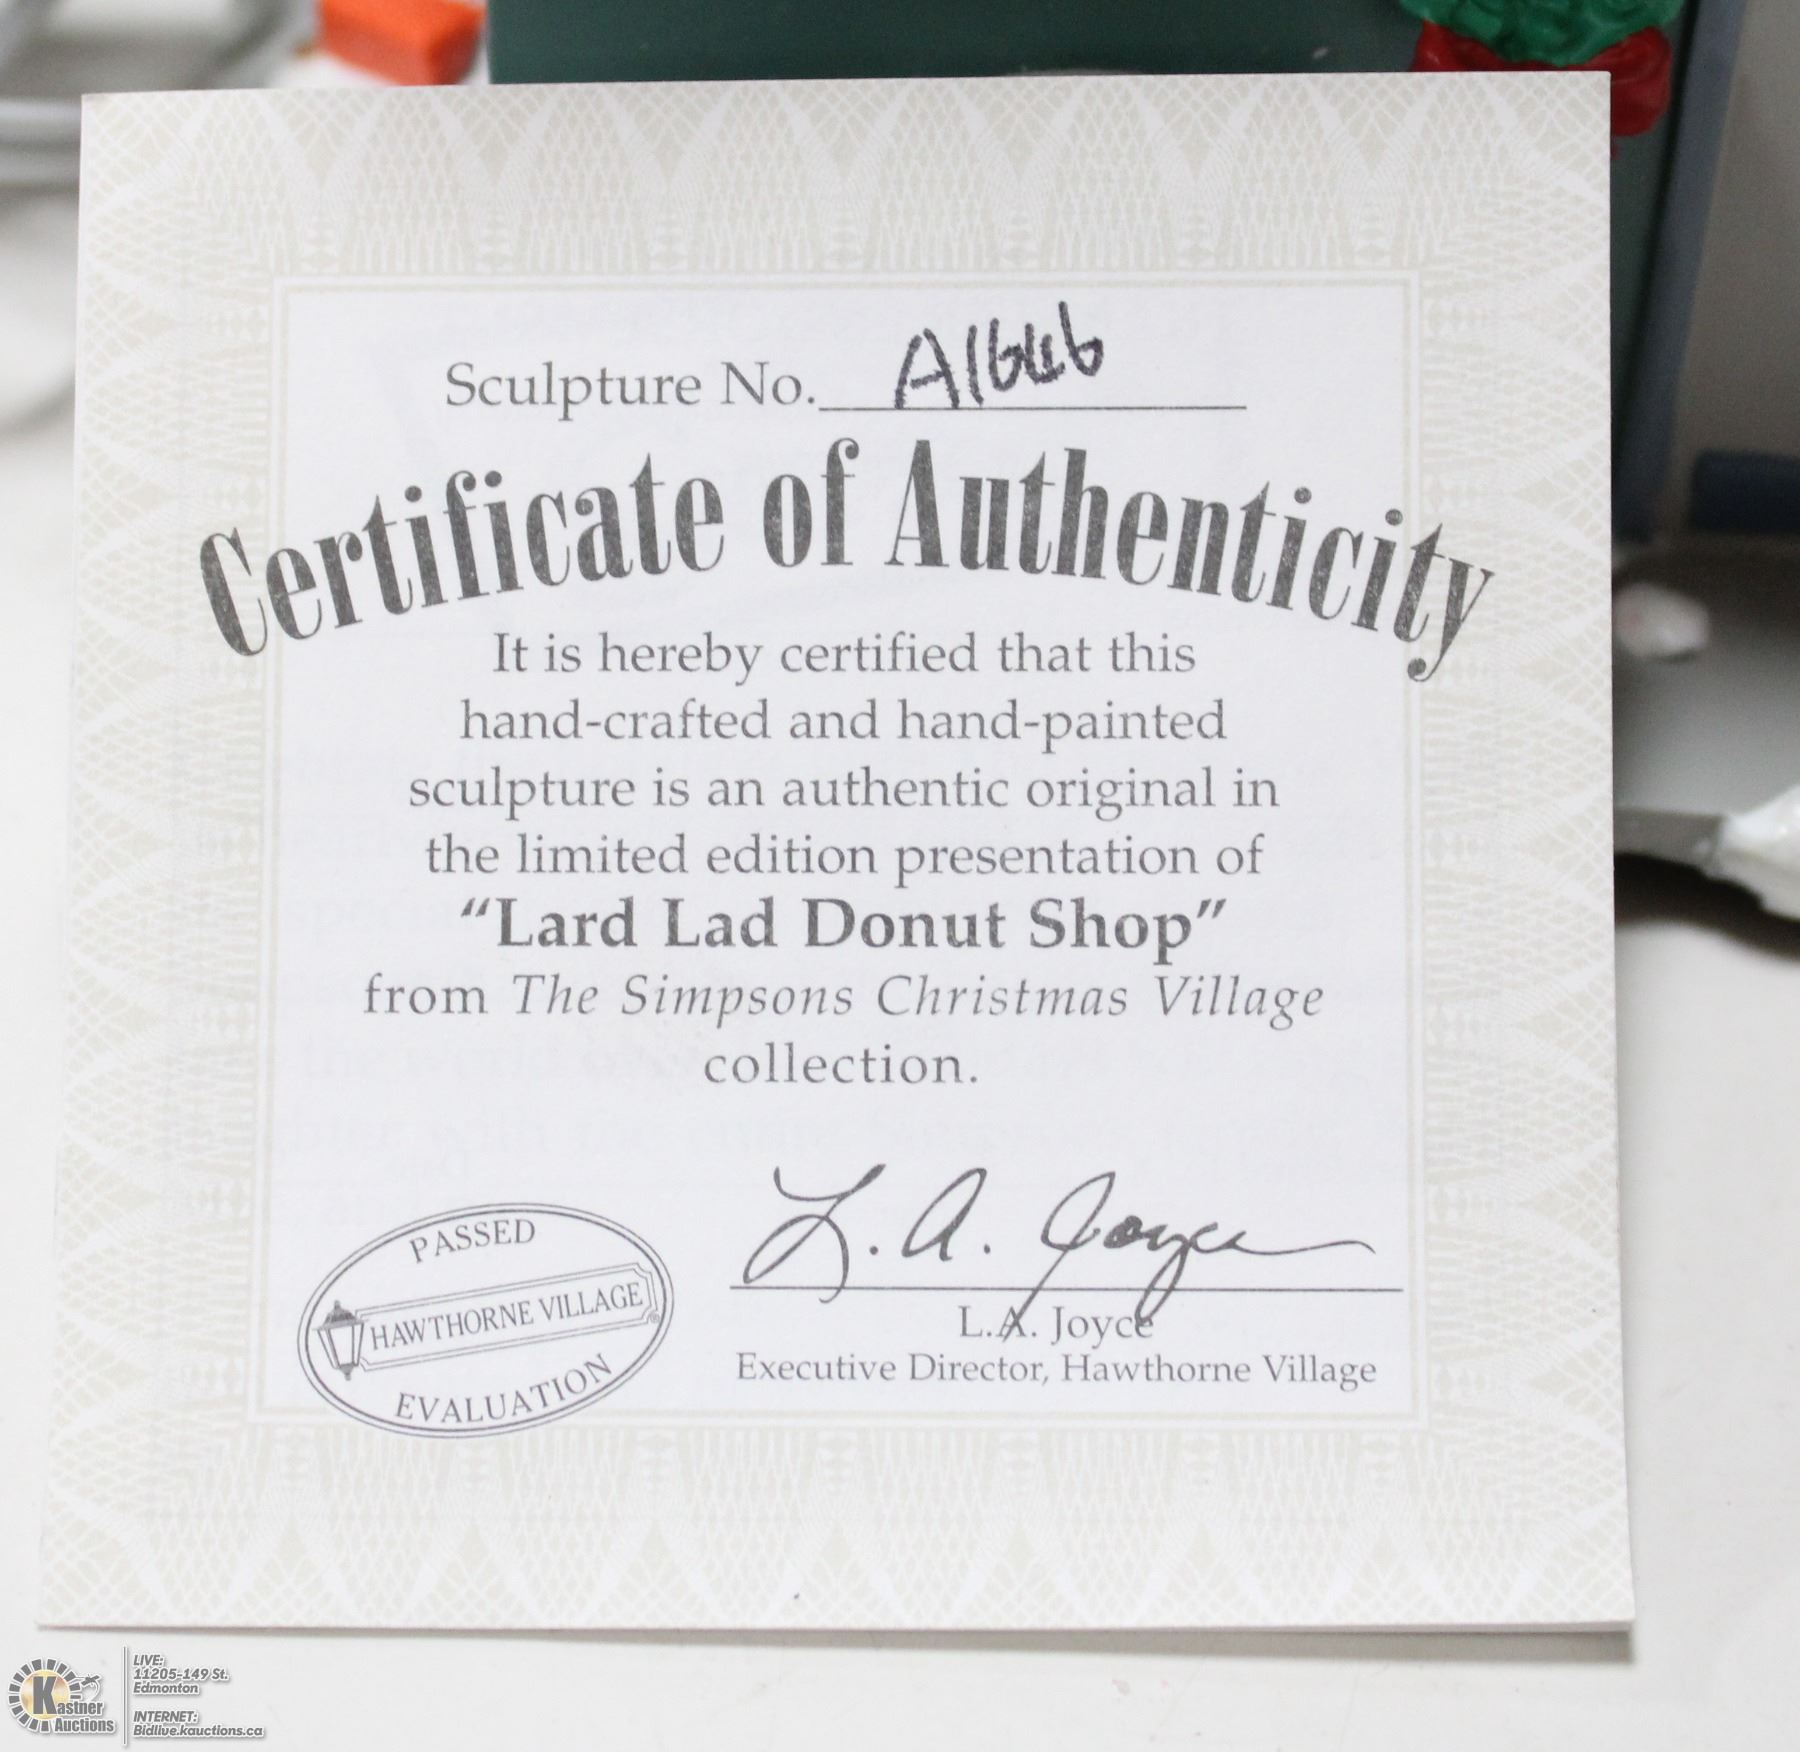 Sculpture No. A1646
Certificate of Authenticity
It is hereby certified that this
hand-crafted and hand-painted
sculpture is an authentic original in
the limited edition presentation of
“Lard Lad Donut Shop”
from The Simpsons Christmas Village
collection.
PASSED
HAWTHORNE VILLAGE®
EVALUATION
L. A. Joyce
L.A. Joyce
Executive Director, Hawthorne Village
Kastner
Auctions
LIVE:
11205-149 St.
Edmonton
INTERNET:
Bidlive.kauctions.ca